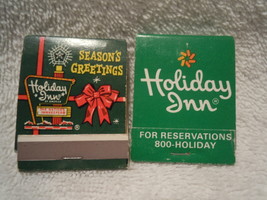 SEASON'S
GREETINGS
Holiday
Inn®
Holiday
Inn®
FOR RESERVATIONS
800-HOLIDAY